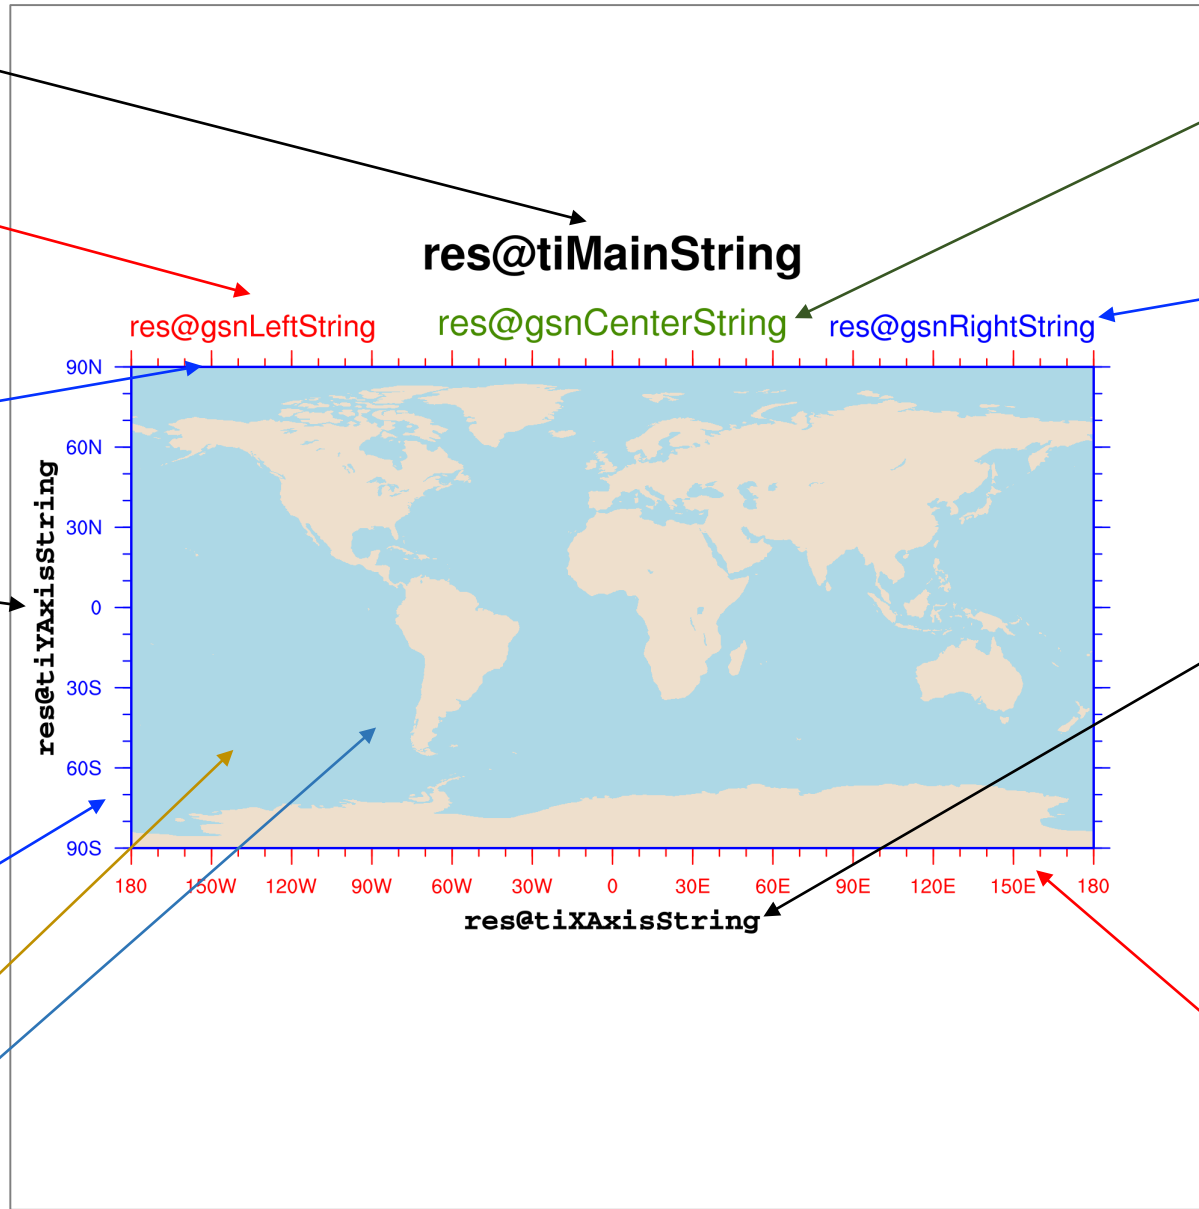 res@tiMainString
res@gsnLeftString res@gsnCenterString res@gsnRightString
90N
60N
30N
0
30S
60S
90S
res@tiYAxisString
180 150W 120W 90W 60W 30W 0 30E 60E 90E 120E 150E 180
res@tiXAxisString